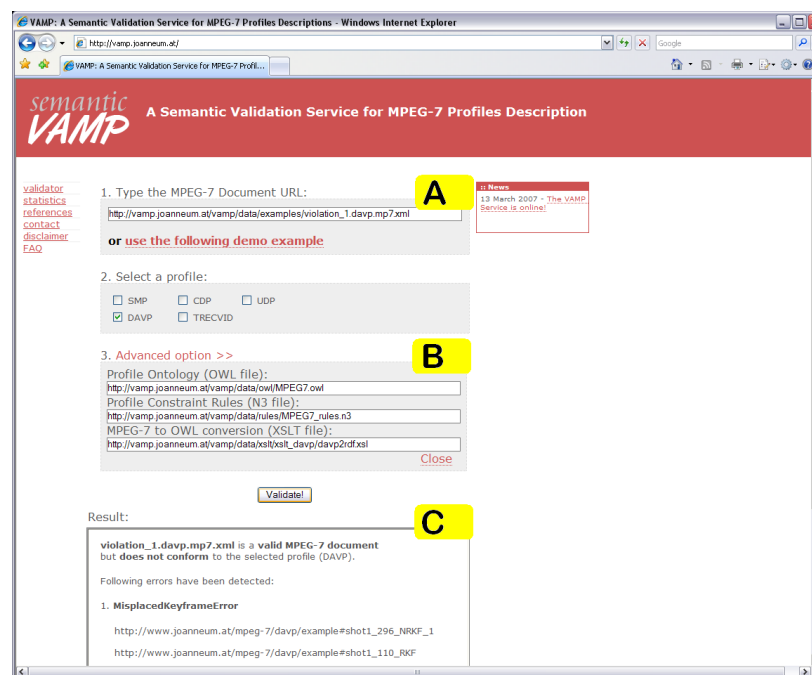 VAMP: A Semantic Validation Service for MPEG-7 Profiles Descriptions - Windows Internet Explorer
http://vamp.joanneum.at/
Google
VAMP: A Semantic Validation Service for MPEG-7 Profil...
semantic
VAMP
A Semantic Validation Service for MPEG-7 Profiles Description
validator
statistics
references
contact
disclaimer
FAQ
1. Type the MPEG-7 Document URL:
A
http://vamp.joanneum.at/vamp/data/examples/violation_1.davp.mp7.xml
or use the following demo example
:: News
13 March 2007 - The VAMP
Service is online!
2. Select a profile:
SMP CDP UDP
DAVP TRECVID
3. Advanced option >>
B
Profile Ontology (OWL file):
http://vamp.joanneum.at/vamp/data/owl/MPEG7.owl
Profile Constraint Rules (N3 file):
http://vamp.joanneum.at/vamp/data/rules/MPEG7_rules.n3
MPEG-7 to OWL conversion (XSLT file):
http://vamp.joanneum.at/vamp/data/xslt/xslt_davp/davp2rdf.xsl
Close
Validate!
Result:
C
violation_1.davp.mp7.xml is a valid MPEG-7 document
but does not conform to the selected profile (DAVP).
Following errors have been detected:
1. MisplacedKeyframeError
http://www.joanneum.at/mpeg-7/davp/example#shot1_296_NRKF_1
http://www.joanneum.at/mpeg-7/davp/example#shot1_110_RKF